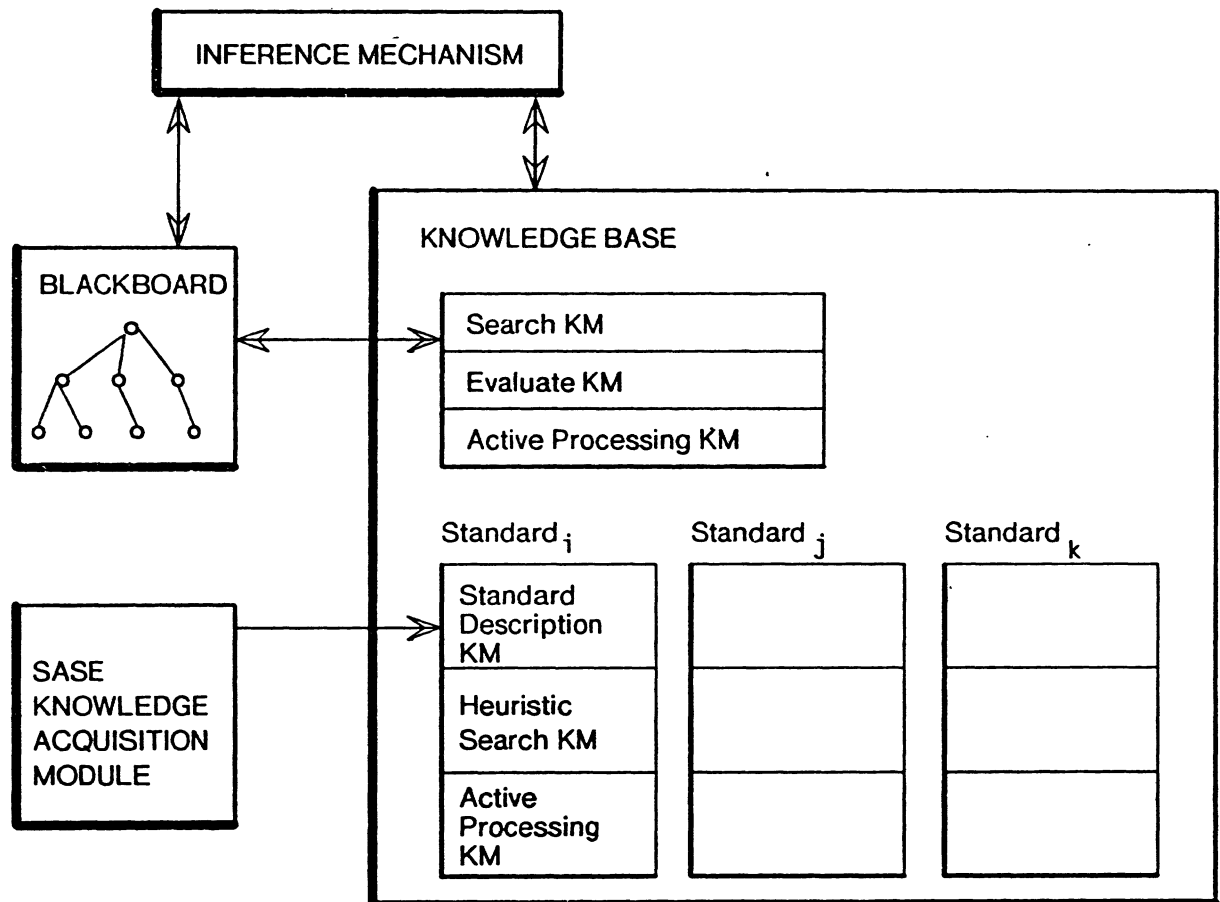 INFERENCE MECHANISM
KNOWLEDGE BASE
BLACKBOARD
Search KM
Evaluate KM
Active Processing KM
Standard i
Standard j
Standard k
Standard
Description
KM
Heuristic
Search KM
Active
Processing
KM
SASE
KNOWLEDGE
ACQUISITION
MODULE